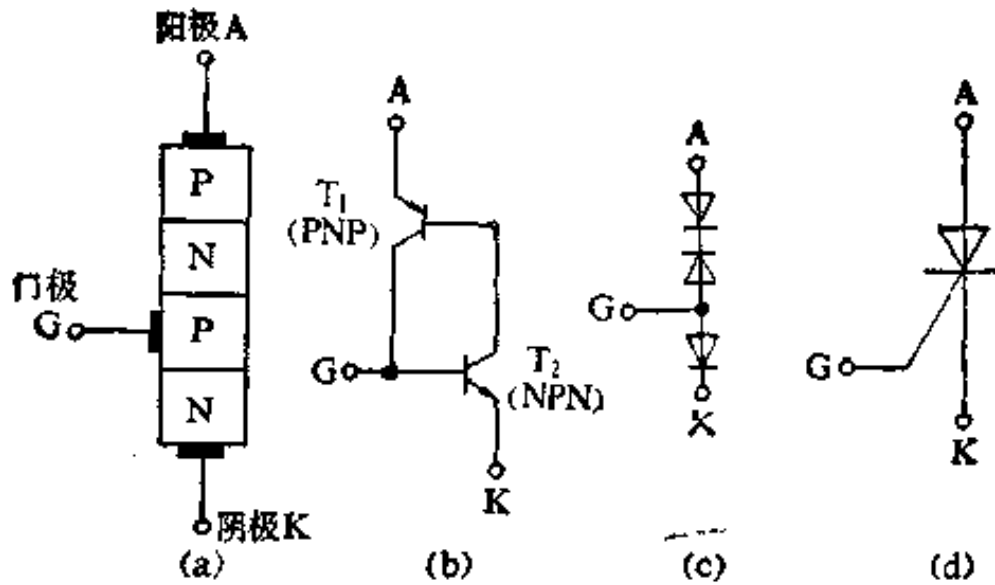 阳极A
P
N
P
N
门极
G
阴极K
(a)
A
T₁
(PNP)
G
T₂
(NPN)
K
(b)
A
G
K
(c)
A
G
K
(d)